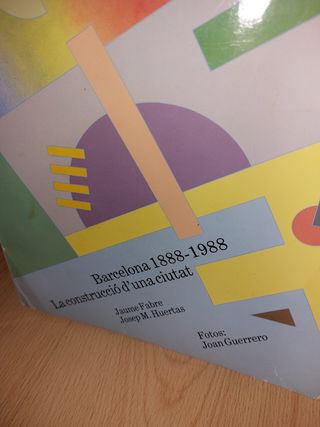 Barcelona 1888-1988
La construcció d'una ciutat
Jaume Fabre
Josep M. Huertas
Fotos:
Joan Guerrero